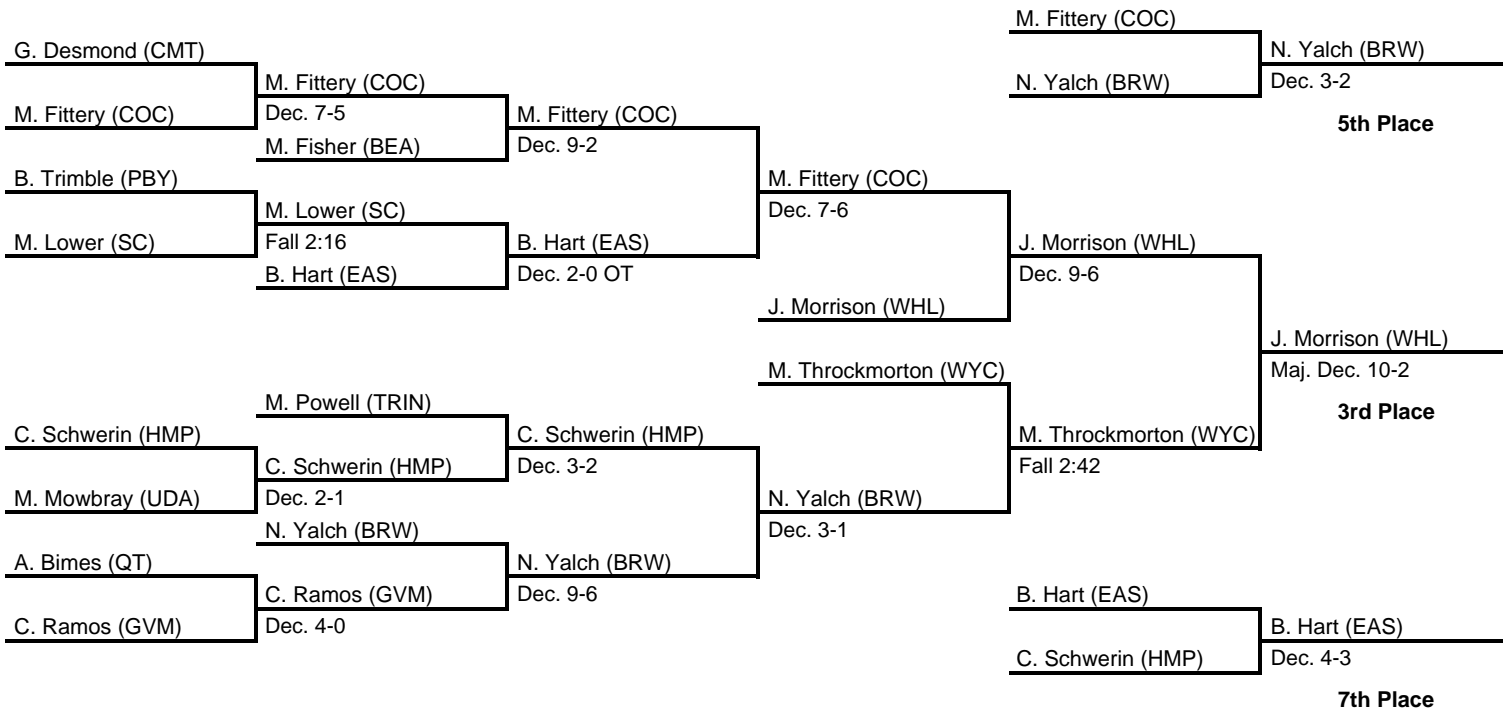 M. Fittery (COC)
G. Desmond (CMT)
N. Yalch (BRW)
M. Fittery (COC)
N. Yalch (BRW)
Dec. 3-2
M. Fittery (COC)
Dec. 7-5
M. Fittery (COC)
5th Place
M. Fisher (BEA)
Dec. 9-2
B. Trimble (PBY)
M. Fittery (COC)
M. Lower (SC)
Dec. 7-6
M. Lower (SC)
Fall 2:16
B. Hart (EAS)
J. Morrison (WHL)
B. Hart (EAS)
Dec. 2-0 OT
Dec. 9-6
J. Morrison (WHL)
J. Morrison (WHL)
M. Throckmorton (WYC)
Maj. Dec. 10-2
M. Powell (TRIN)
3rd Place
C. Schwerin (HMP)
C. Schwerin (HMP)
M. Throckmorton (WYC)
C. Schwerin (HMP)
Dec. 3-2
Fall 2:42
M. Mowbray (UDA)
Dec. 2-1
N. Yalch (BRW)
N. Yalch (BRW)
Dec. 3-1
A. Bimes (QT)
N. Yalch (BRW)
C. Ramos (GVM)
Dec. 9-6
B. Hart (EAS)
C. Ramos (GVM)
Dec. 4-0
B. Hart (EAS)
C. Schwerin (HMP)
Dec. 4-3
7th Place